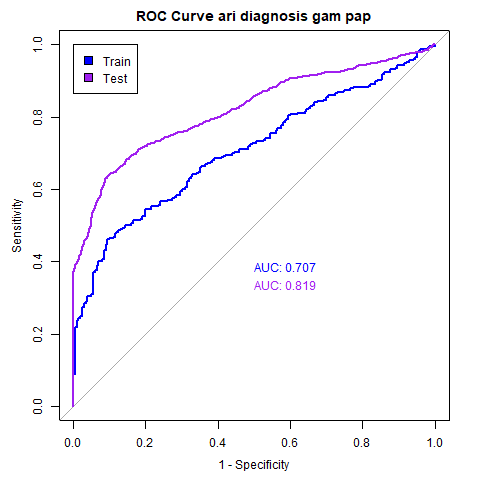 ROC Curve ari diagnosis gam pap
Train
Test
1.0
0.8
0.6
0.4
0.2
0.0
Sensitivity
AUC: 0.707
AUC: 0.819
0.0 0.2 0.4 0.6 0.8 1.0
1 - Specificity